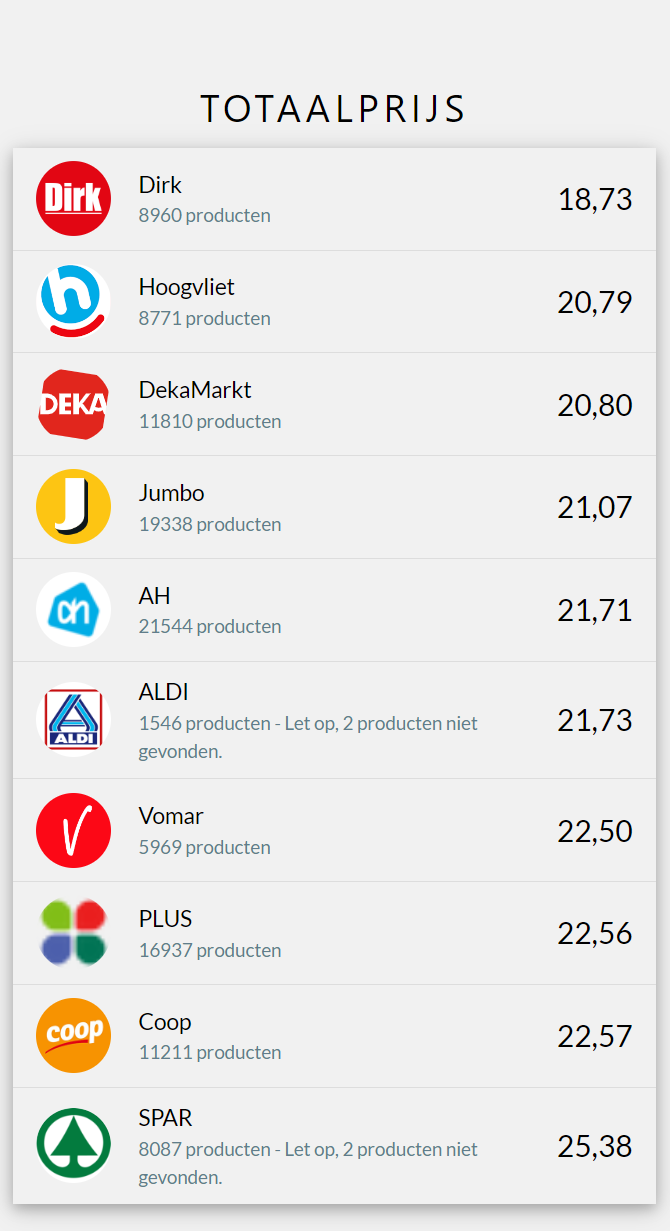 TOTAALPRIJS
Dirk
Dirk
8960 producten
18,73
h
Hoogvliet
8771 producten
20,79
DEKA
DekaMarkt
11810 producten
20,80
J
Jumbo
19338 producten
21,07
ah
AH
21544 producten
21,71
ALDI
ALDI
1546 producten - Let op, 2 producten niet
gevonden.
21,73
V
Vomar
5969 producten
22,50
PLUS
16937 producten
22,56
coop
Coop
11211 producten
22,57
SPAR
8087 producten - Let op, 2 producten niet
gevonden.
25,38